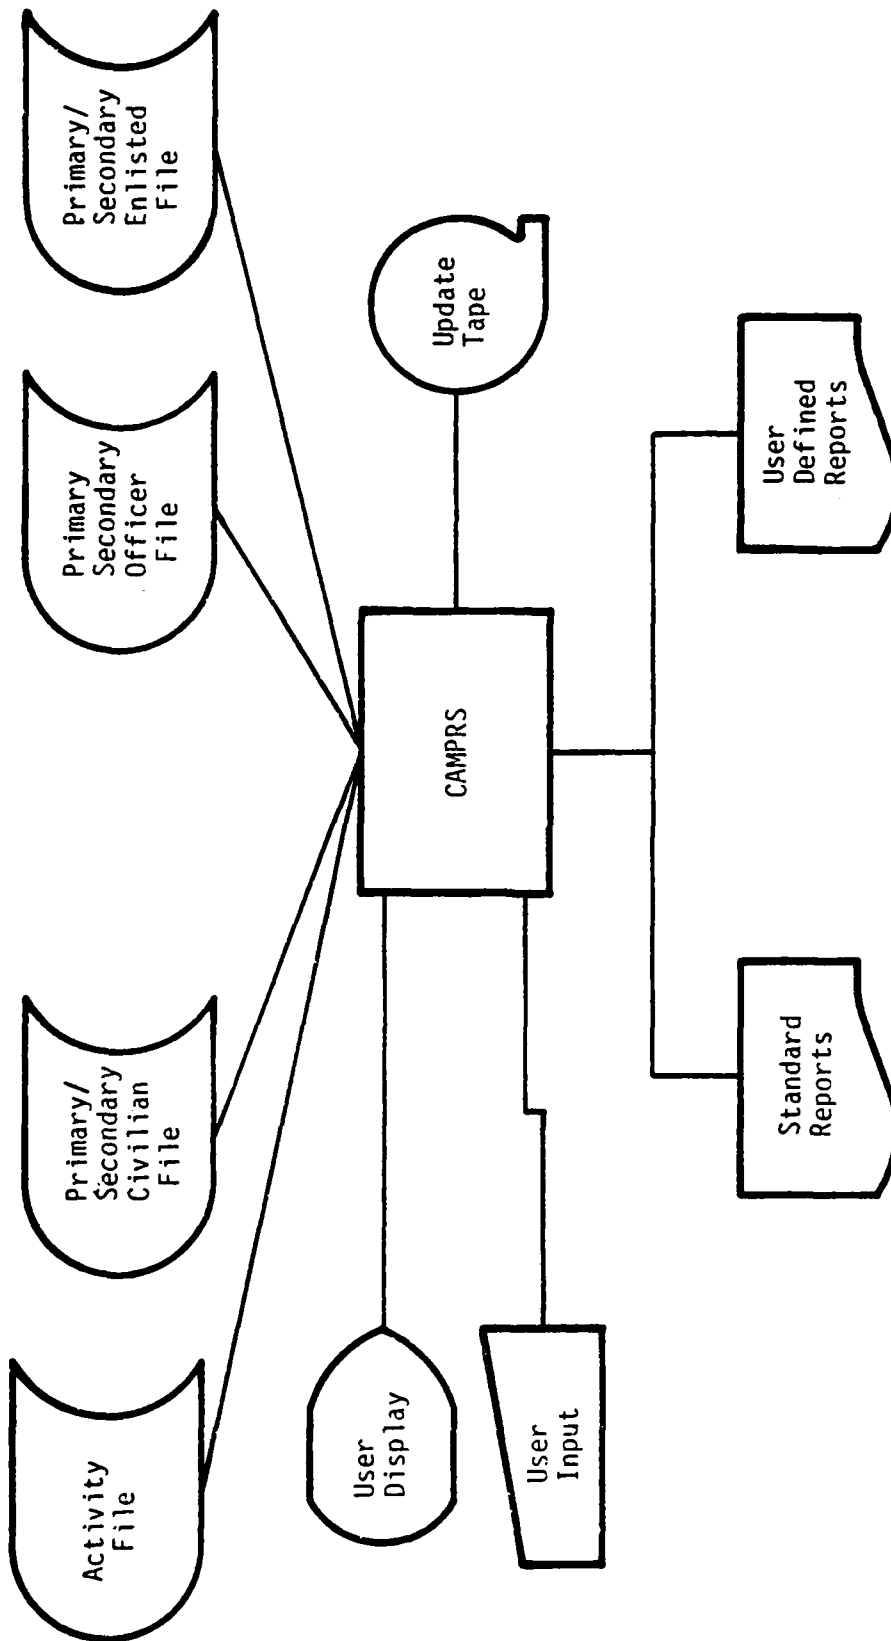 Activity
File
Primary/
Secondary
Civilian
File
Primary
Secondary
Officer
File
Primary/
Secondary
Enlisted
File
User
Display
User
Input
CAMPRS
Update
Tape
Standard
Reports
User
Defined
Reports